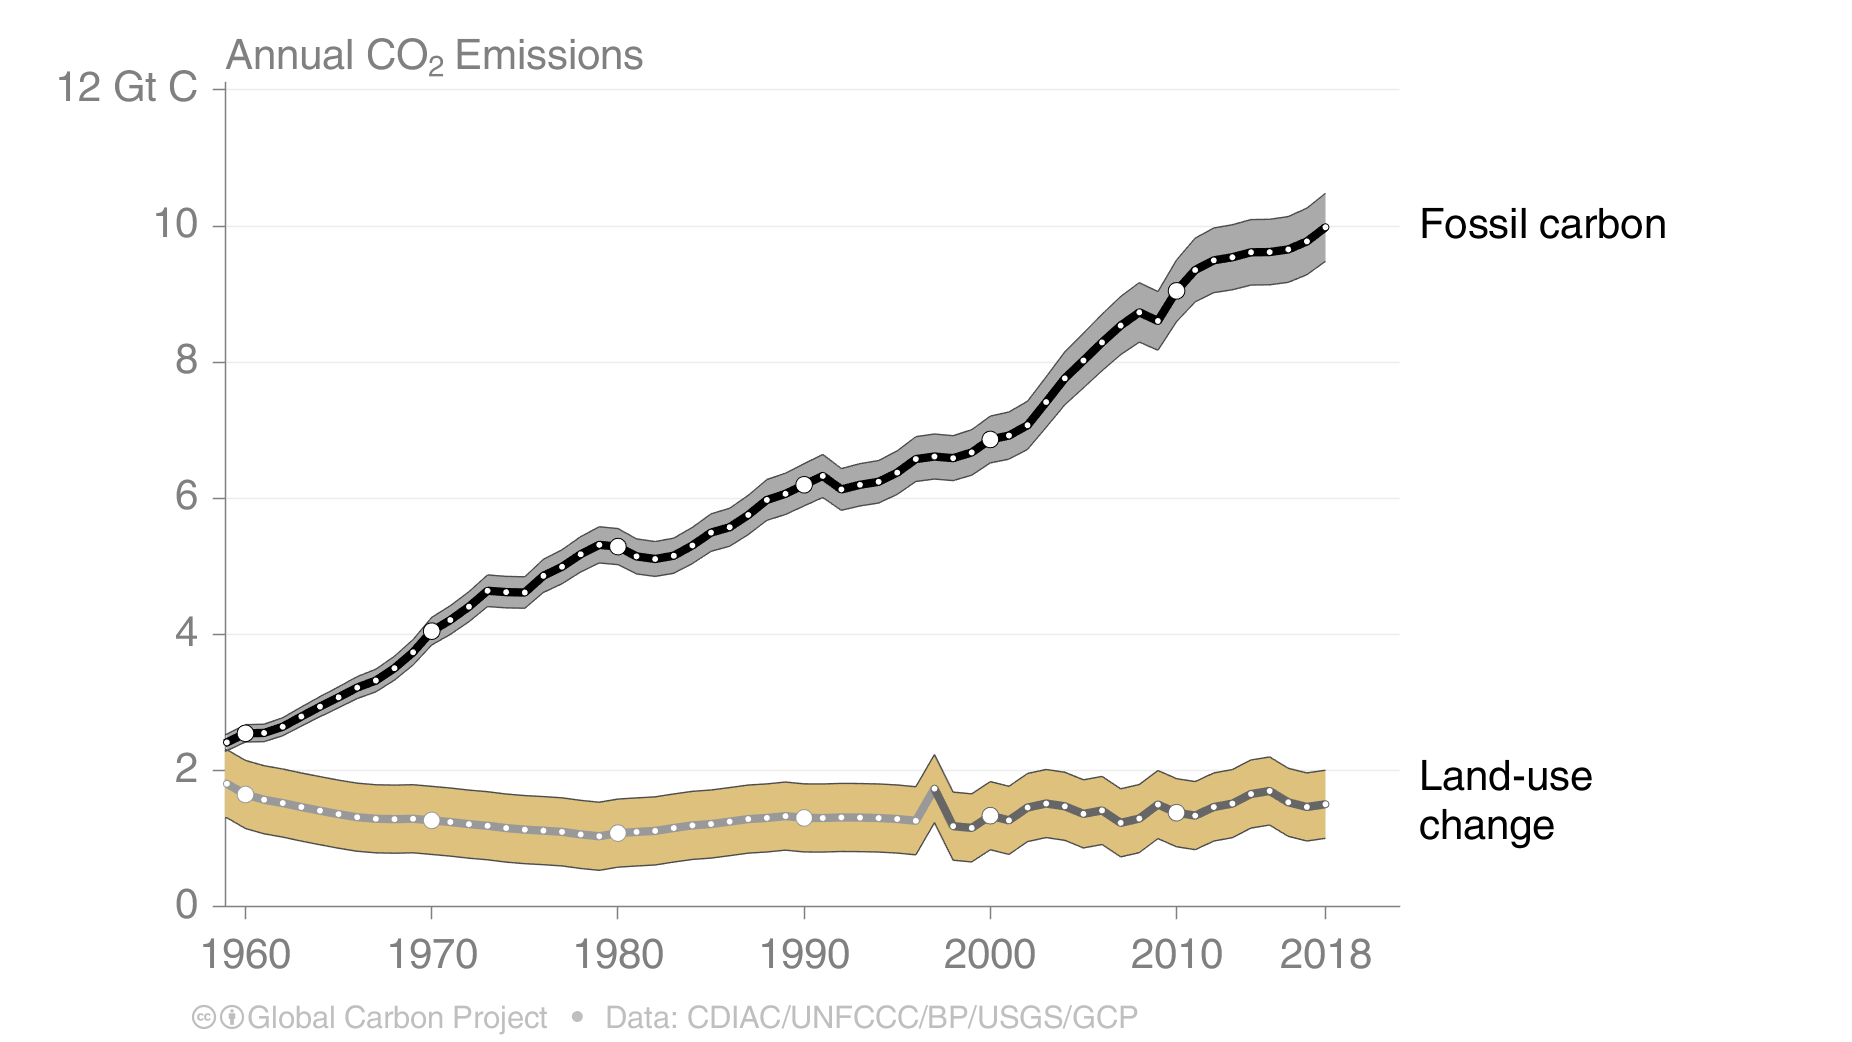 Annual CO₂ Emissions
12 Gt C
10
8
6
4
2
0
Fossil carbon
Land-use
change
1960 1970 1980 1990 2000 2010 2018
cc Global Carbon Project • Data: CDIAC/UNFCCC/BP/USGS/GCP